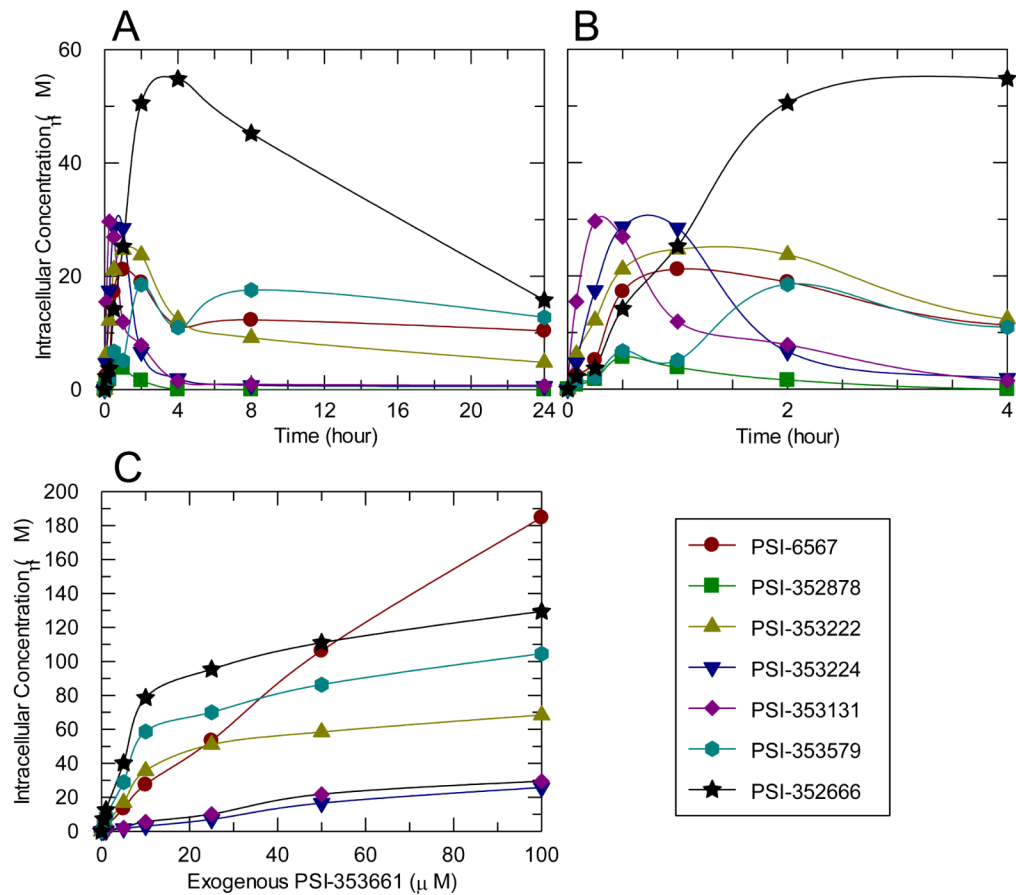 A
B
60
40
20
0
Intracellular Concentration ( M)
0 4 8 12 16 20 24
Time (hour)
0 2 4
Time (hour)
C
200
180
160
140
120
100
80
60
40
20
0
Intracellular Concentration ( M)
0 20 40 60 80 100
Exogenous PSI-353661 (μ M)
PSI-6567
PSI-352878
PSI-353222
PSI-353224
PSI-353131
PSI-353579
PSI-352666